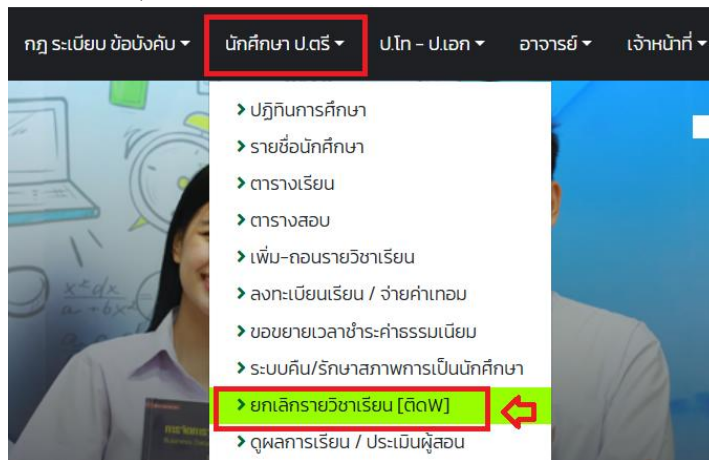 กฎ ระเบียบ ข้อบังคับ นักศึกษา ป.ตรี ป.โท - ป.เอก อาจารย์ เจ้าหน้าที่
ปฏิทินการศึกษา
รายชื่อนักศึกษา
ตารางเรียน
ตารางสอบ
เพิ่ม-ถอนรายวิชาเรียน
ลงทะเบียนเรียน / จ่ายค่าเทอม
ขอขยายเวลาชำระค่าธรรมเนียม
ระบบคืน/รักษาสภาพการเป็นนักศึกษา
ยกเลิกรายวิชาเรียน [ติดW]
ดูผลการเรียน / ประเมินผู้สอน